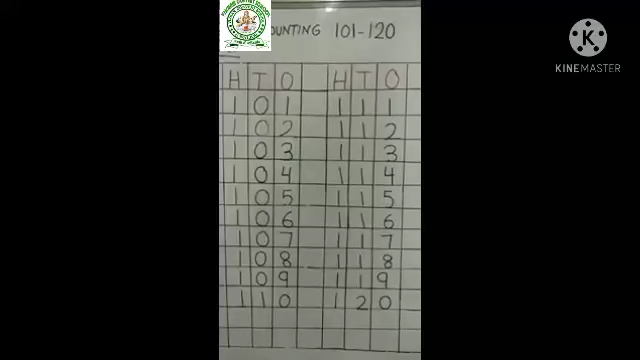 OUNTING 101-120
H T O H T O
1 0 1 1 1 1
1 0 2 1 1 2
1 0 3 1 1 3
1 0 4 1 1 4
1 0 5 1 1 5
1 0 6 1 1 6
1 0 7 1 1 7
1 0 8 1 1 8
1 0 9 1 1 9
1 1 0 1 2 0
KINEMASTER